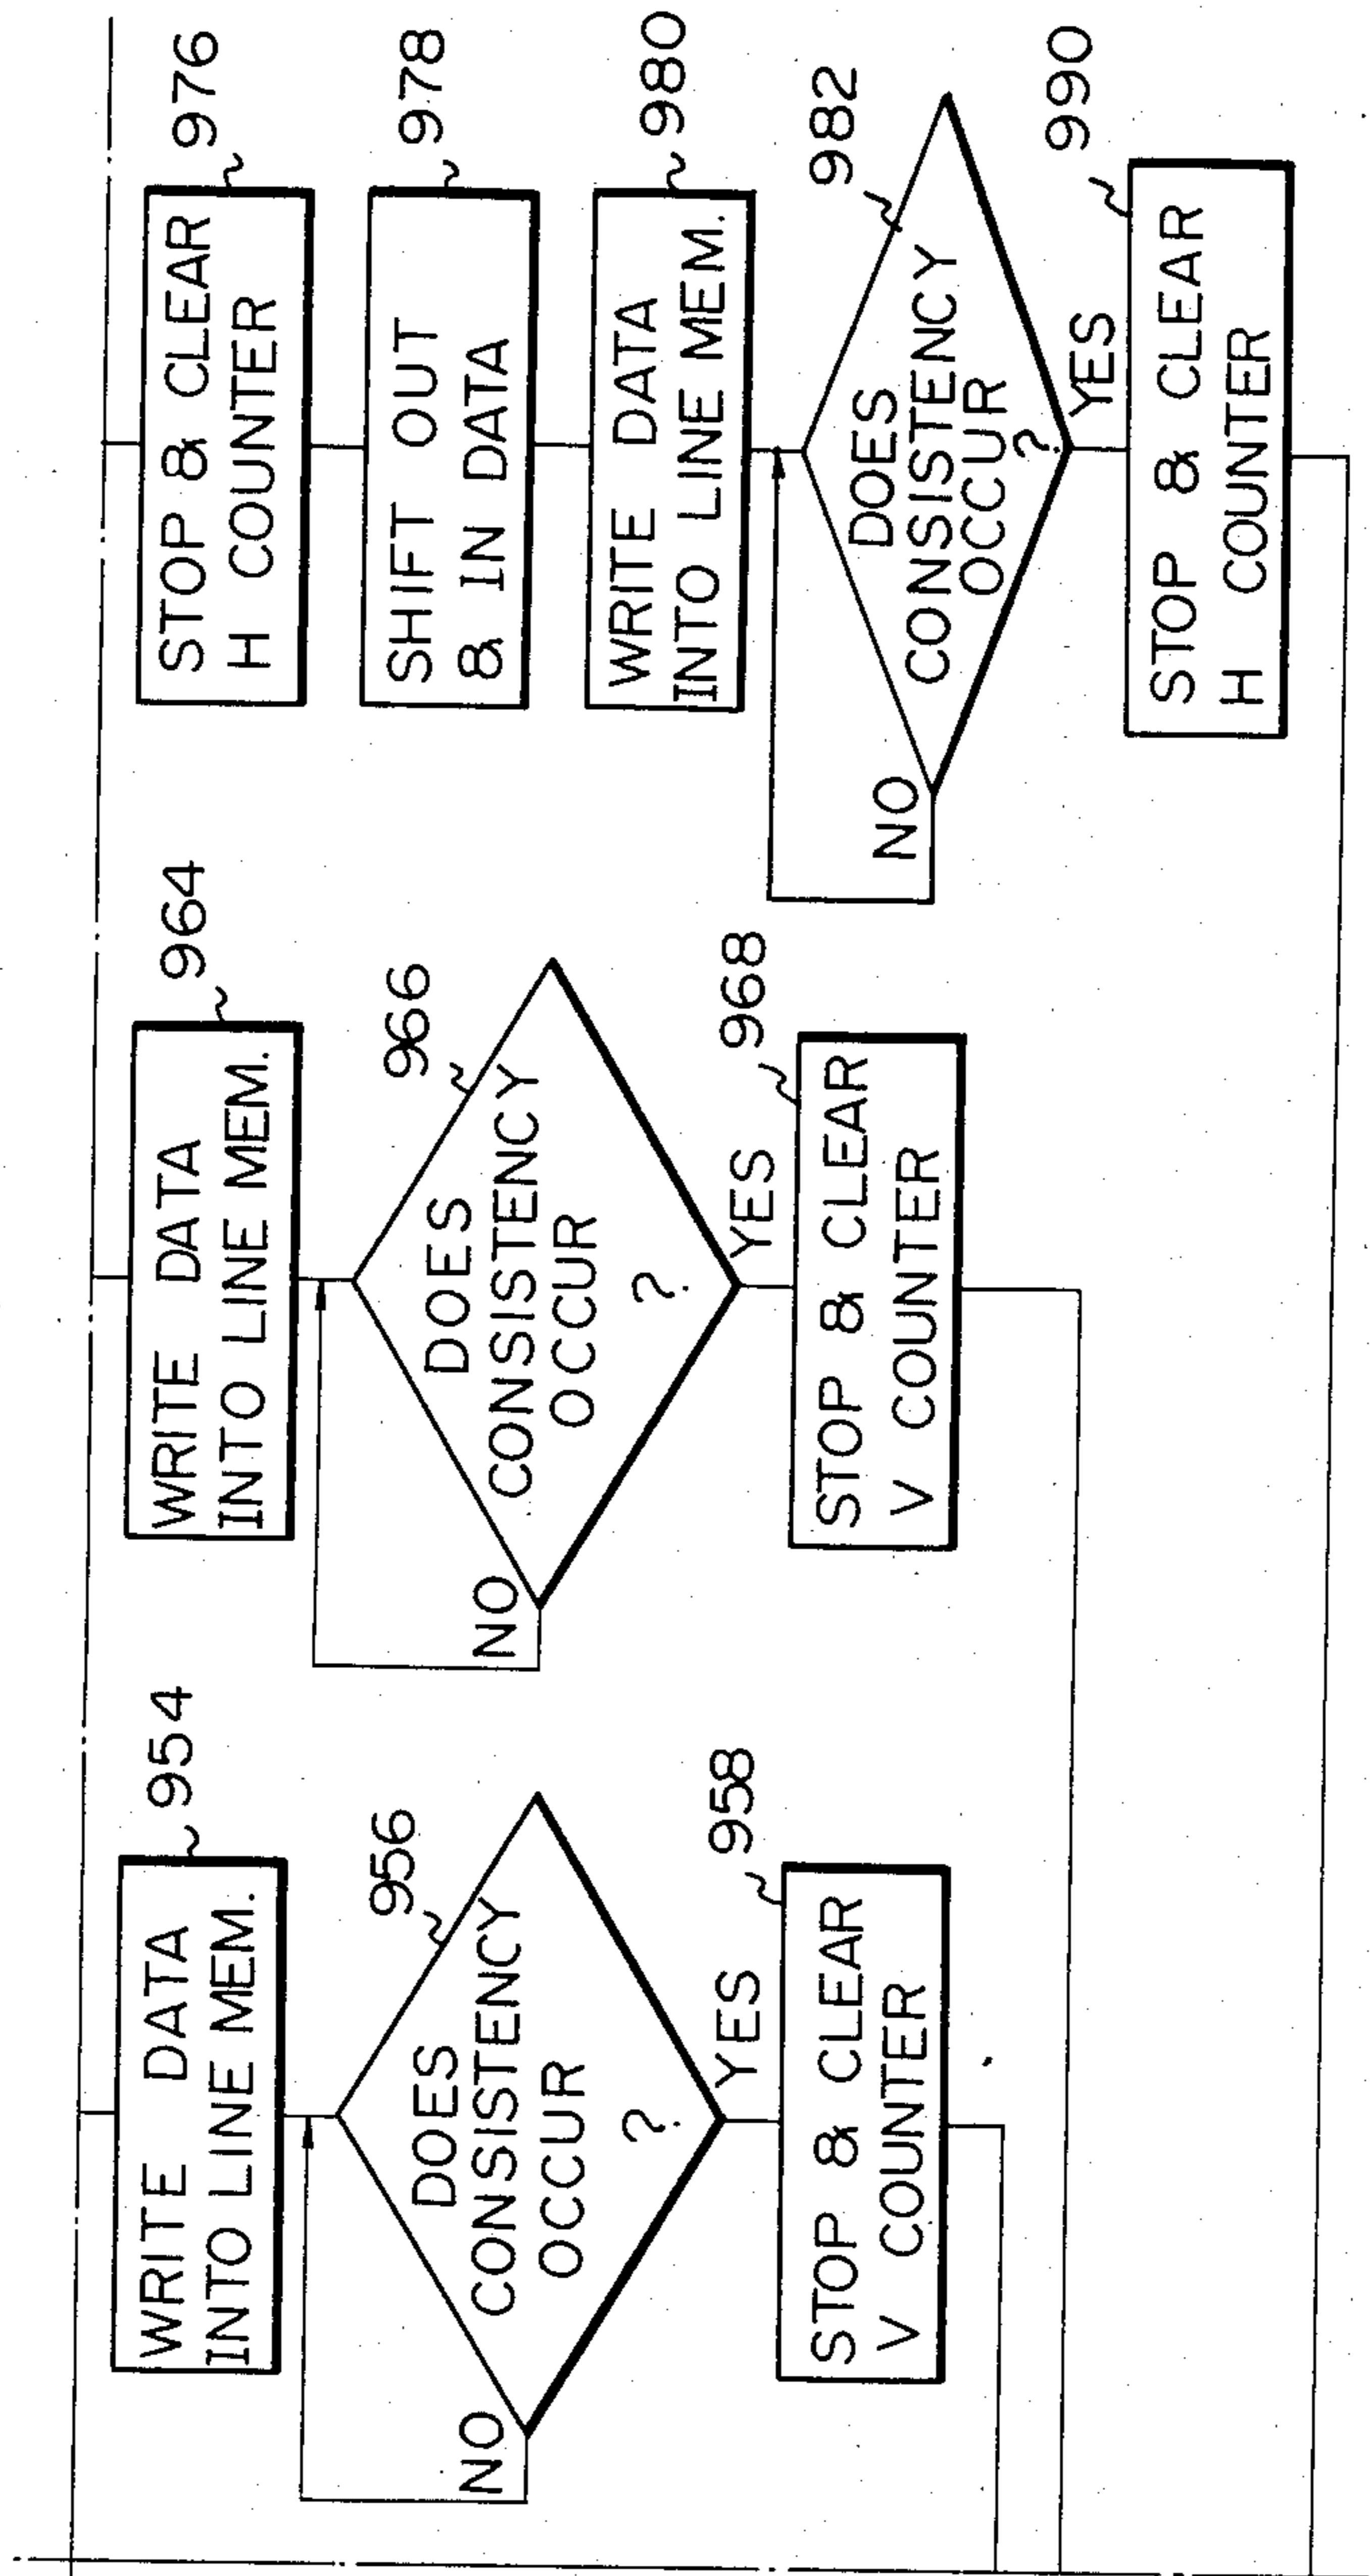 WRITE DATA
INTO LINE MEM.
954
DOES
CONSISTENCY
OCCUR
?
956
NO
YES
STOP & CLEAR
V COUNTER
958
WRITE DATA
INTO LINE MEM.
964
DOES
CONSISTENCY
OCCUR
?
966
NO
YES
STOP & CLEAR
V COUNTER
968
STOP & CLEAR
H COUNTER
976
SHIFT OUT
& IN DATA
978
WRITE DATA
INTO LINE MEM.
980
DOES
CONSISTENCY
OCCUR
?
982
NO
YES
STOP & CLEAR
H COUNTER
990